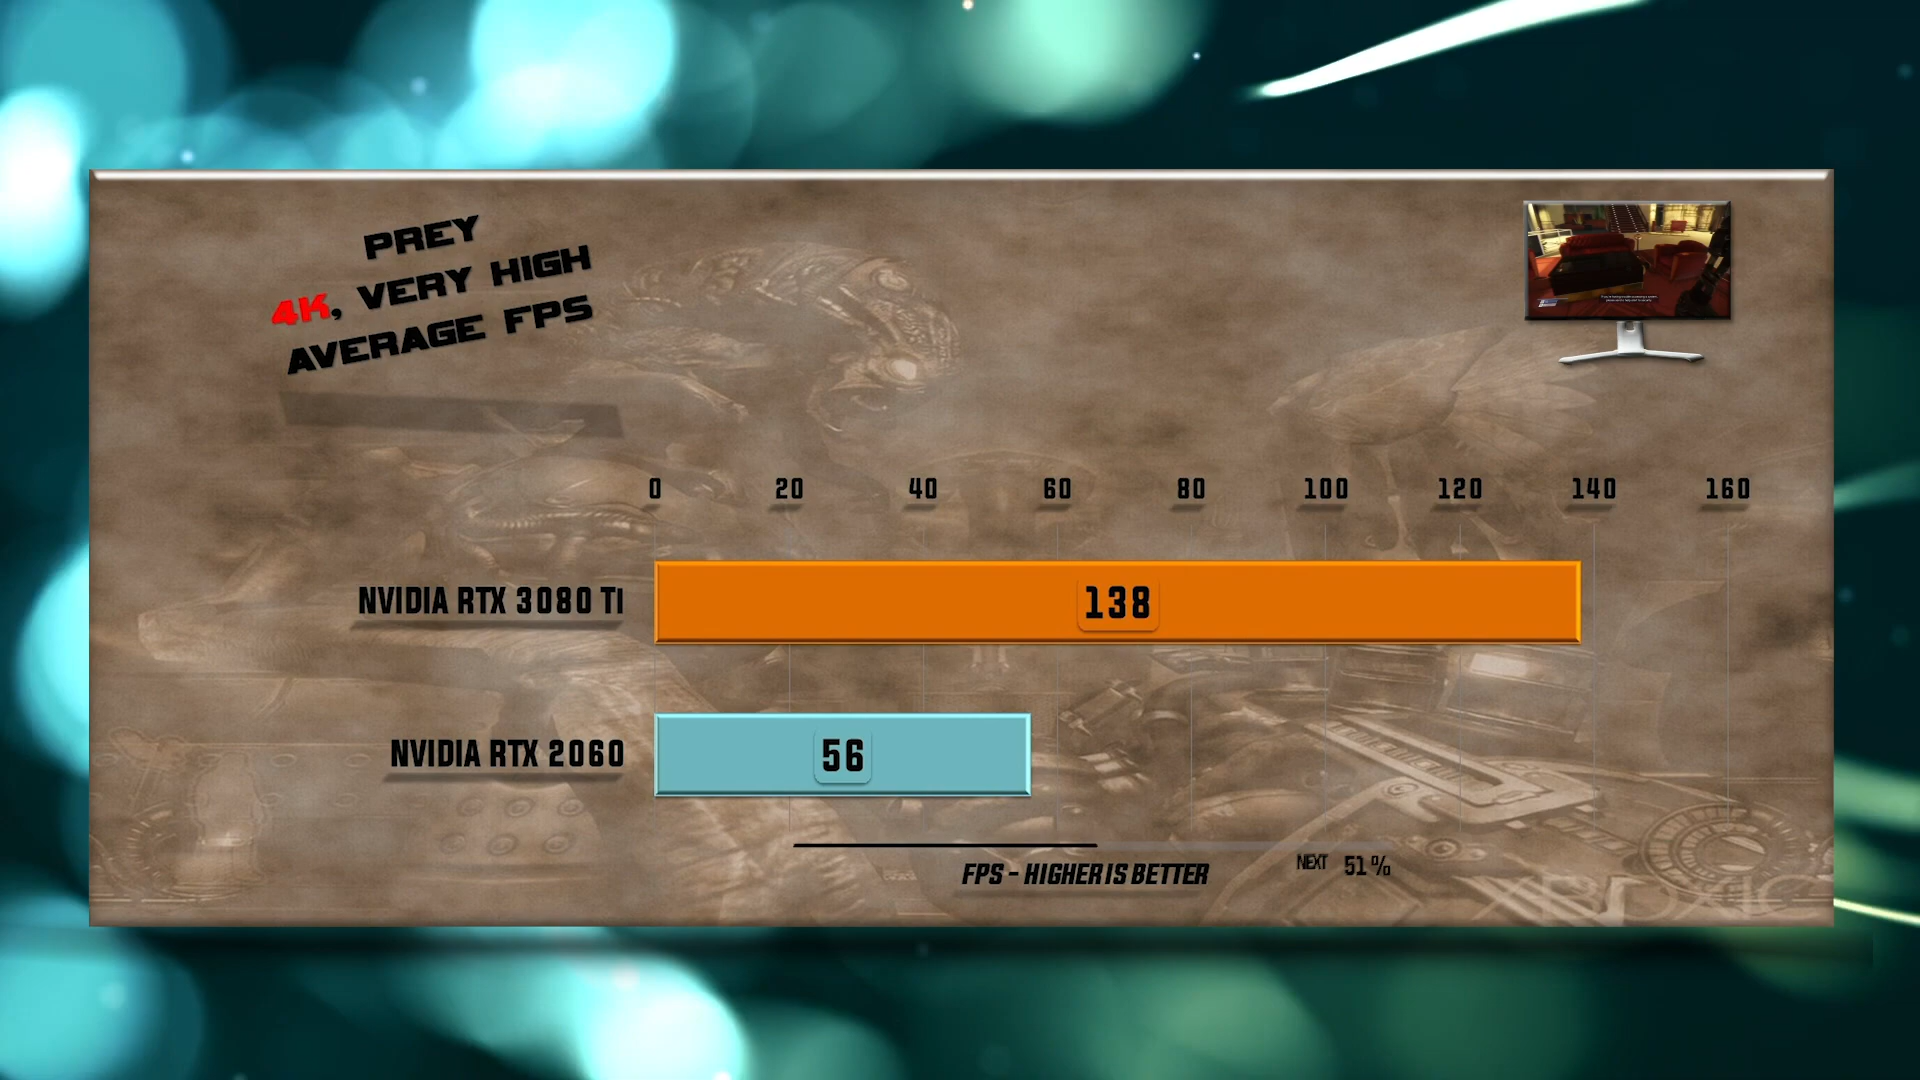 PREY
4K, VERY HIGH
AVERAGE FPS
0 20 40 60 80 100 120 140 160
NVIDIA RTX 3080 TI 138
NVIDIA RTX 2060 56
FPS - HIGHER IS BETTER
NEXT 51%